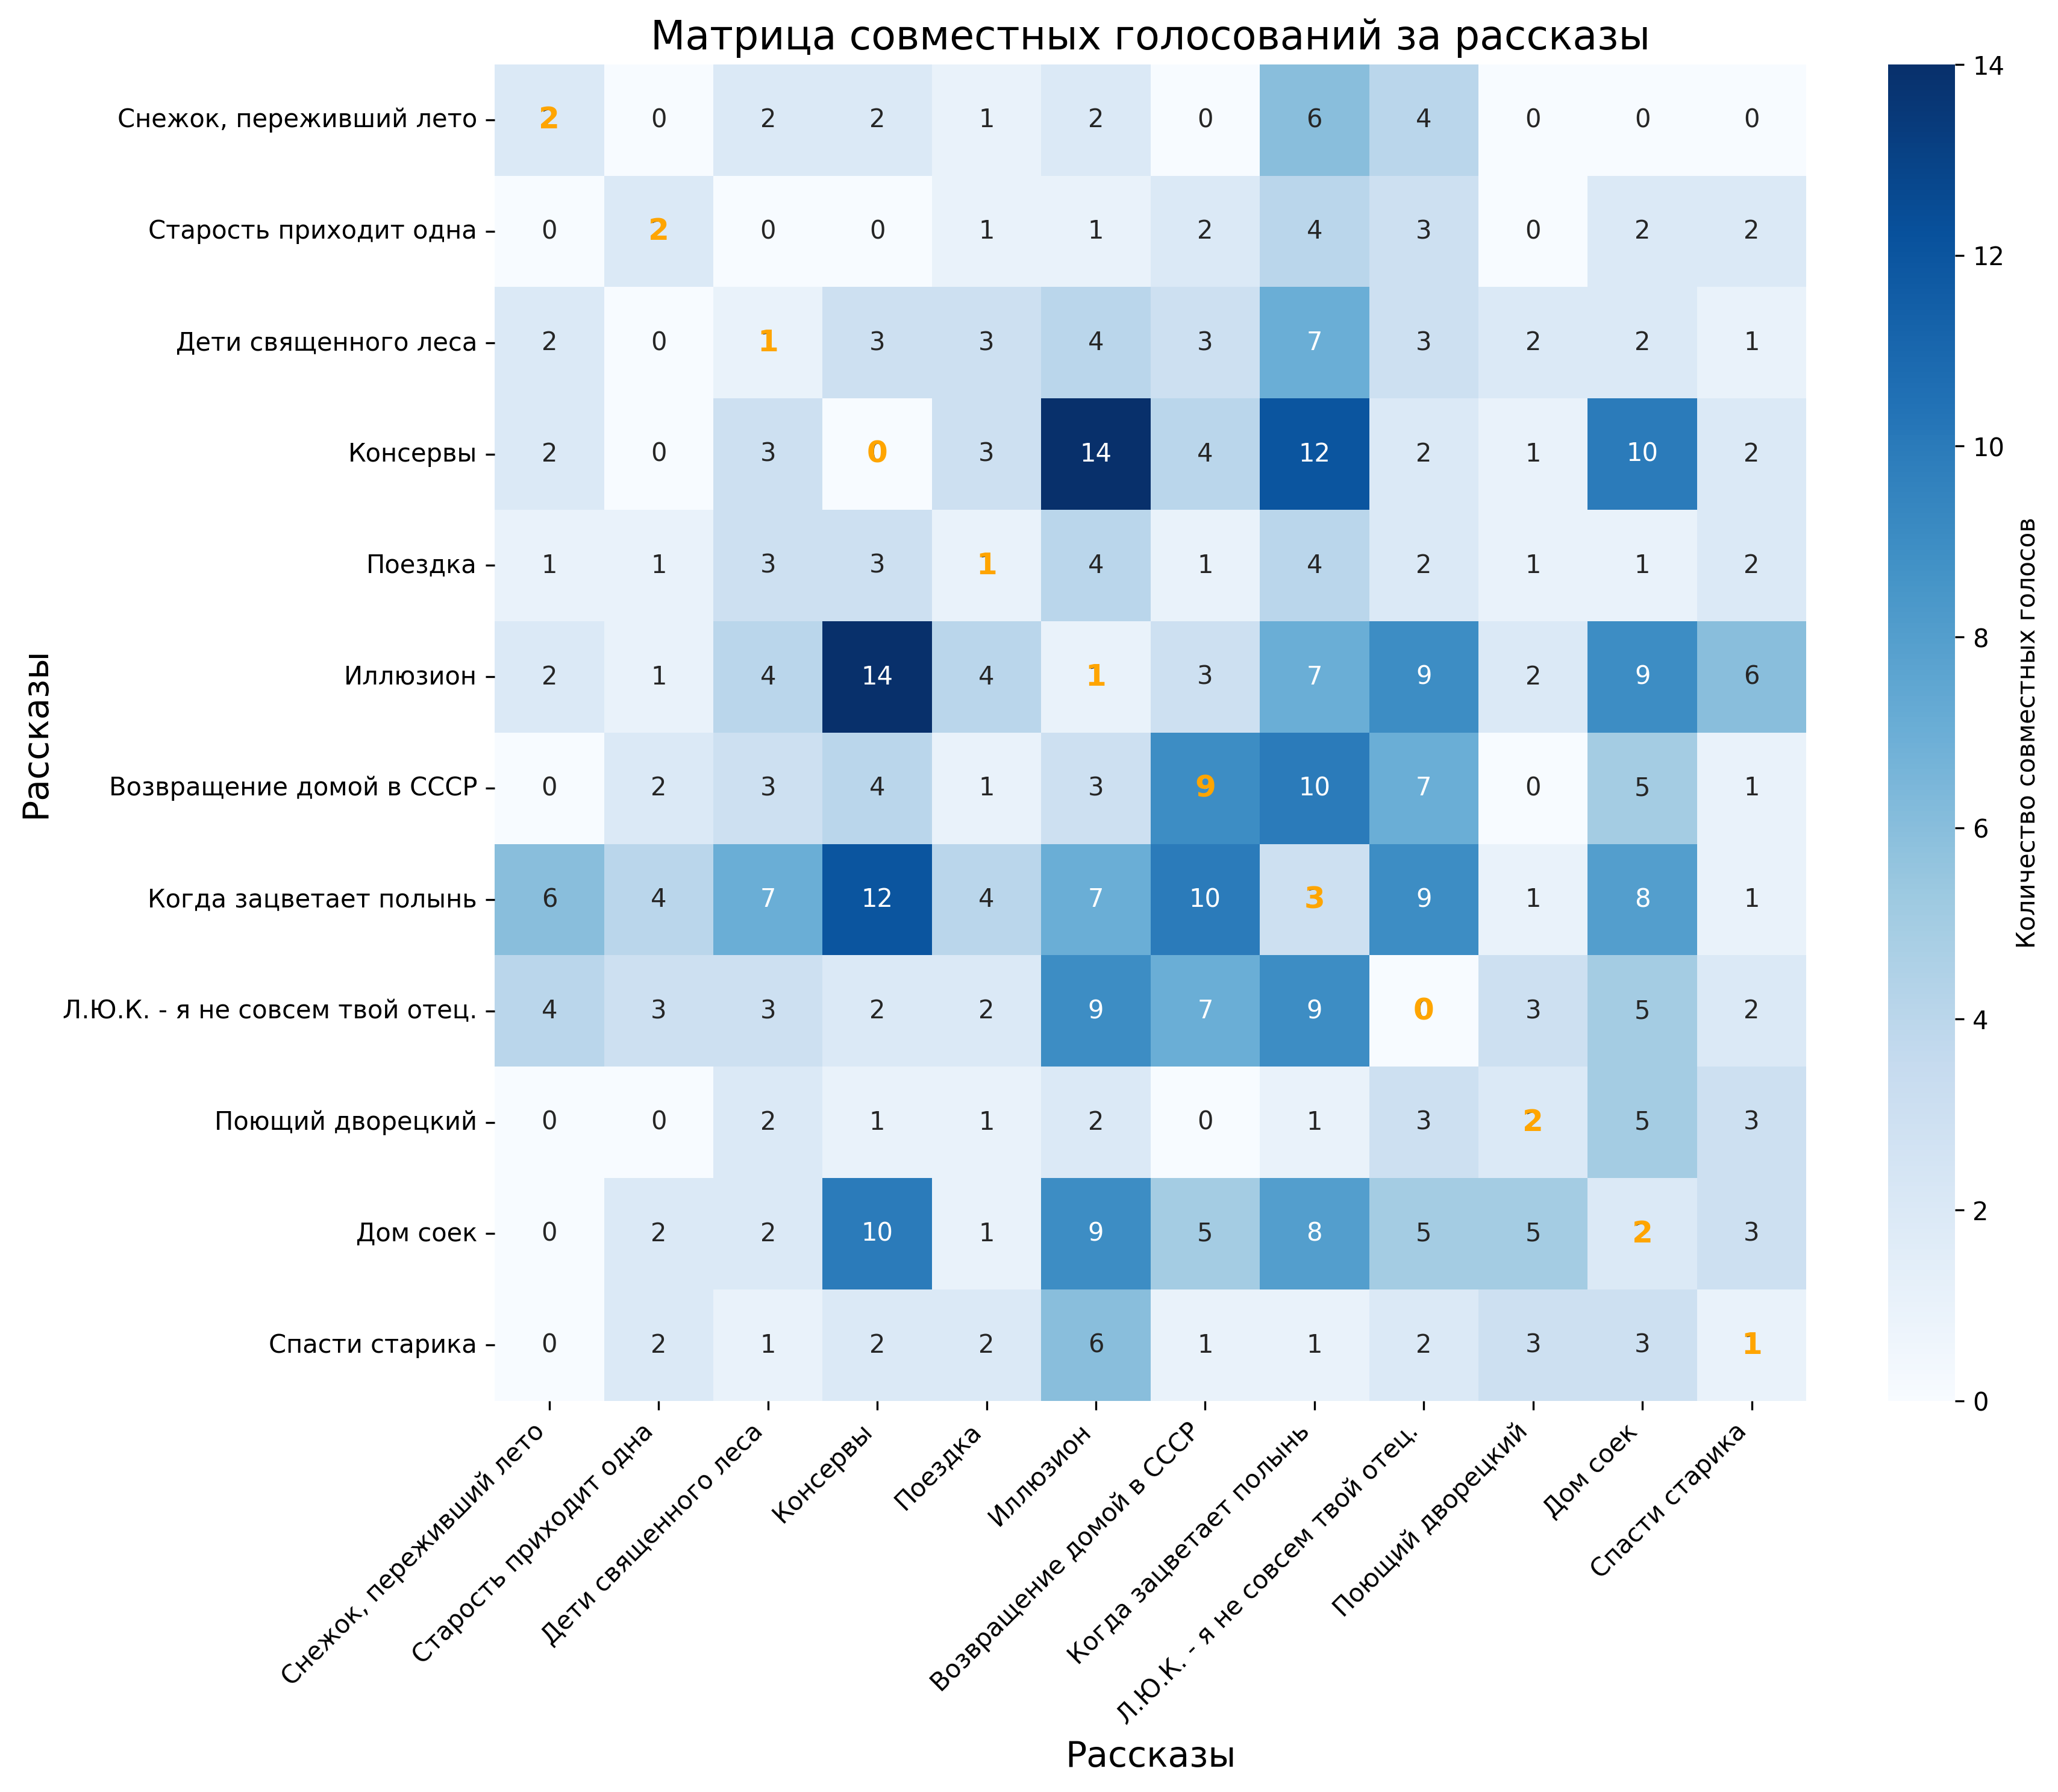 Матрица совместных голосований за рассказы
Рассказы
Снежок, переживший лето 2 0 2 2 1 2 0 6 4 0 0 0
Старость приходит одна 0 2 0 0 1 1 2 4 3 0 2 2
Дети священного леса 2 0 1 3 3 4 3 7 3 2 2 1
Консервы 2 0 3 0 3 14 4 12 2 1 10 2
Поездка 1 1 3 3 1 4 1 4 2 1 1 2
Иллюзион 2 1 4 14 4 1 3 7 9 2 9 6
Возвращение домой в СССР 0 2 3 4 1 3 9 10 7 0 5 1
Когда зацветает полынь 6 4 7 12 4 7 10 3 9 1 8 1
Л.Ю.К. - я не совсем твой отец. 4 3 3 2 2 9 7 9 0 3 5 2
Поющий дворецкий 0 0 2 1 1 2 0 1 3 2 5 3
Дом соек 0 2 2 10 1 9 5 8 5 5 2 3
Спасти старика 0 2 1 2 2 6 1 1 2 3 3 1
Снежок, переживший лето
Старость приходит одна
Дети священного леса
Консервы
Поездка
Иллюзион
Возвращение домой в СССР
Когда зацветает полынь
Л.Ю.К. - я не совсем твой отец.
Поющий дворецкий
Дом соек
Спасти старика
Рассказы
14
12
10
8
6
4
2
0
Количество совместных голосов